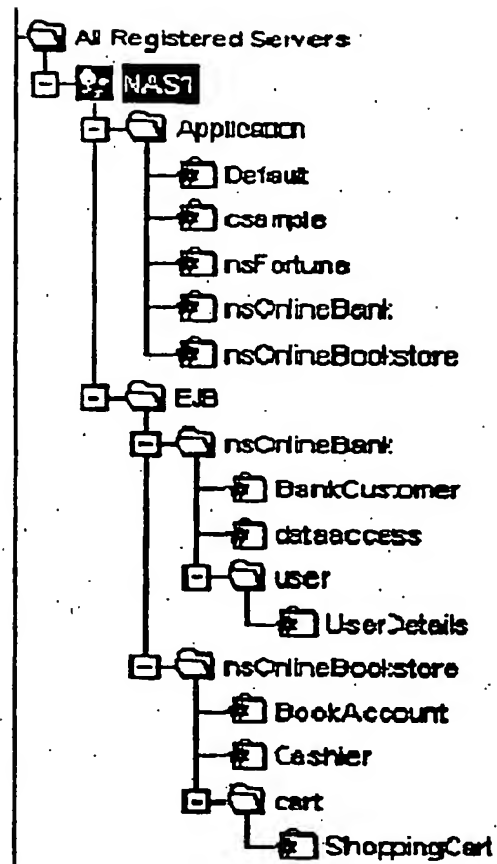 All Registered Servers
NAS1
Application
Default
csample
nsFortune
nsOnlineBank
nsOnlineBookstore
EJB
nsOnlineBank
BankCustomer
dataaccess
user
UserDetails
nsOnlineBookstore
BookAccount
Cashier
cart
ShoppingCart